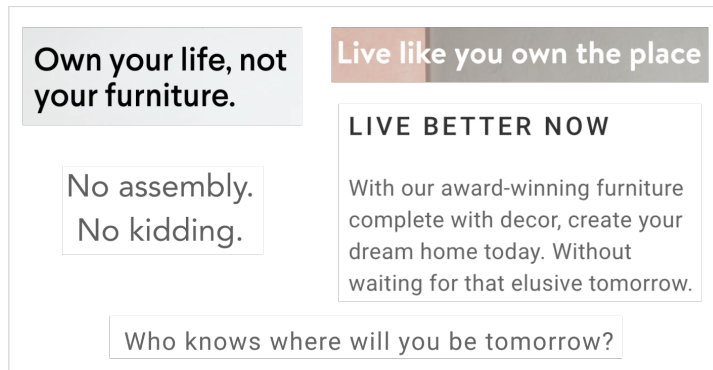 Own your life, not
your furniture.
Live like you own the place
LIVE BETTER NOW
With our award-winning furniture
complete with decor, create your
dream home today. Without
waiting for that elusive tomorrow.
No assembly.
No kidding.
Who knows where will you be tomorrow?